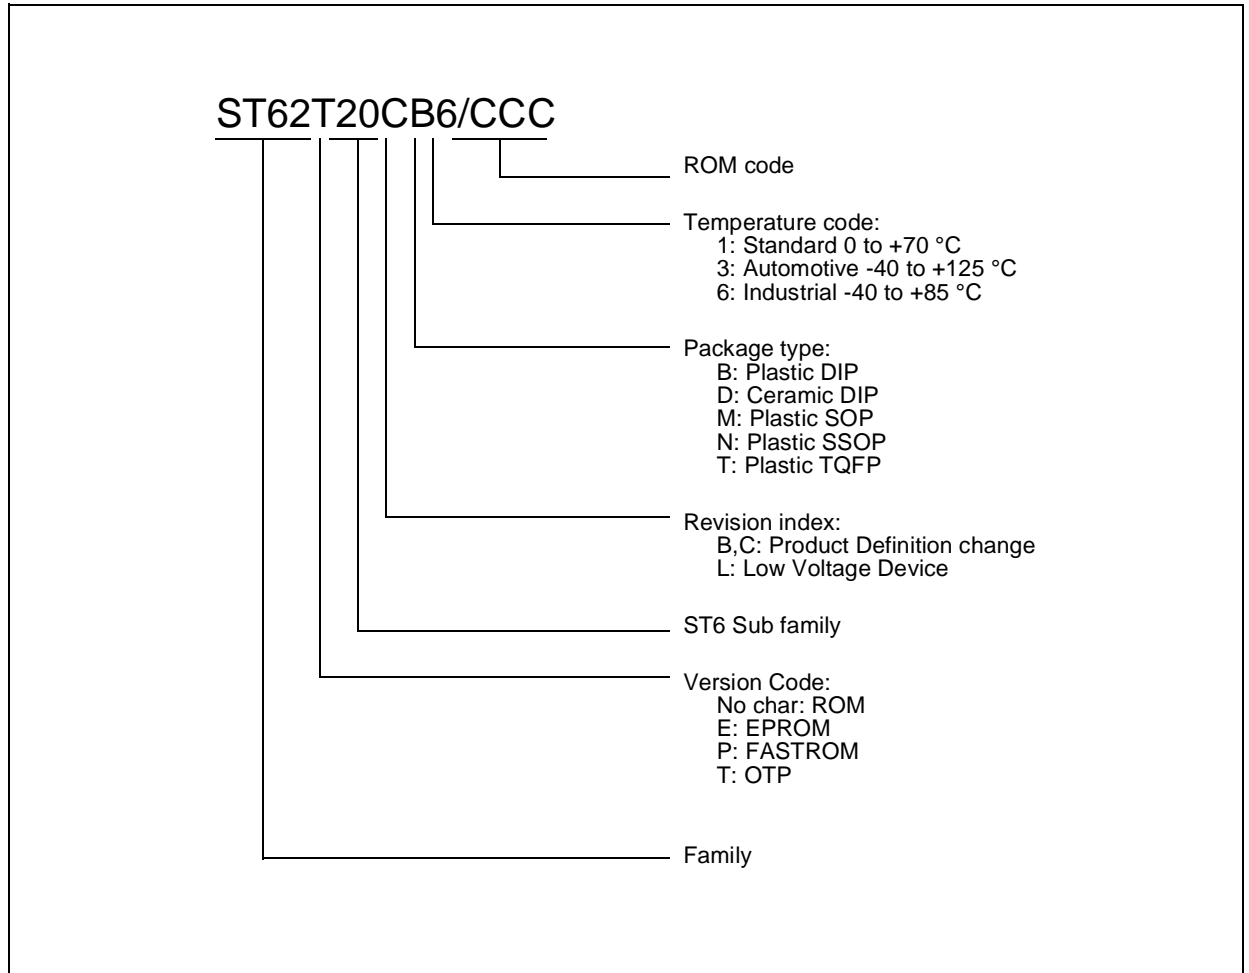 ST62T20CB6/CCC
ROM code
Temperature code:
1: Standard 0 to +70 °C
3: Automotive -40 to +125 °C
6: Industrial -40 to +85 °C
Package type:
B: Plastic DIP
D: Ceramic DIP
M: Plastic SOP
N: Plastic SSOP
T: Plastic TQFP
Revision index:
B,C: Product Definition change
L: Low Voltage Device
ST6 Sub family
Version Code:
No char: ROM
E: EPROM
P: FASTROM
T: OTP
Family